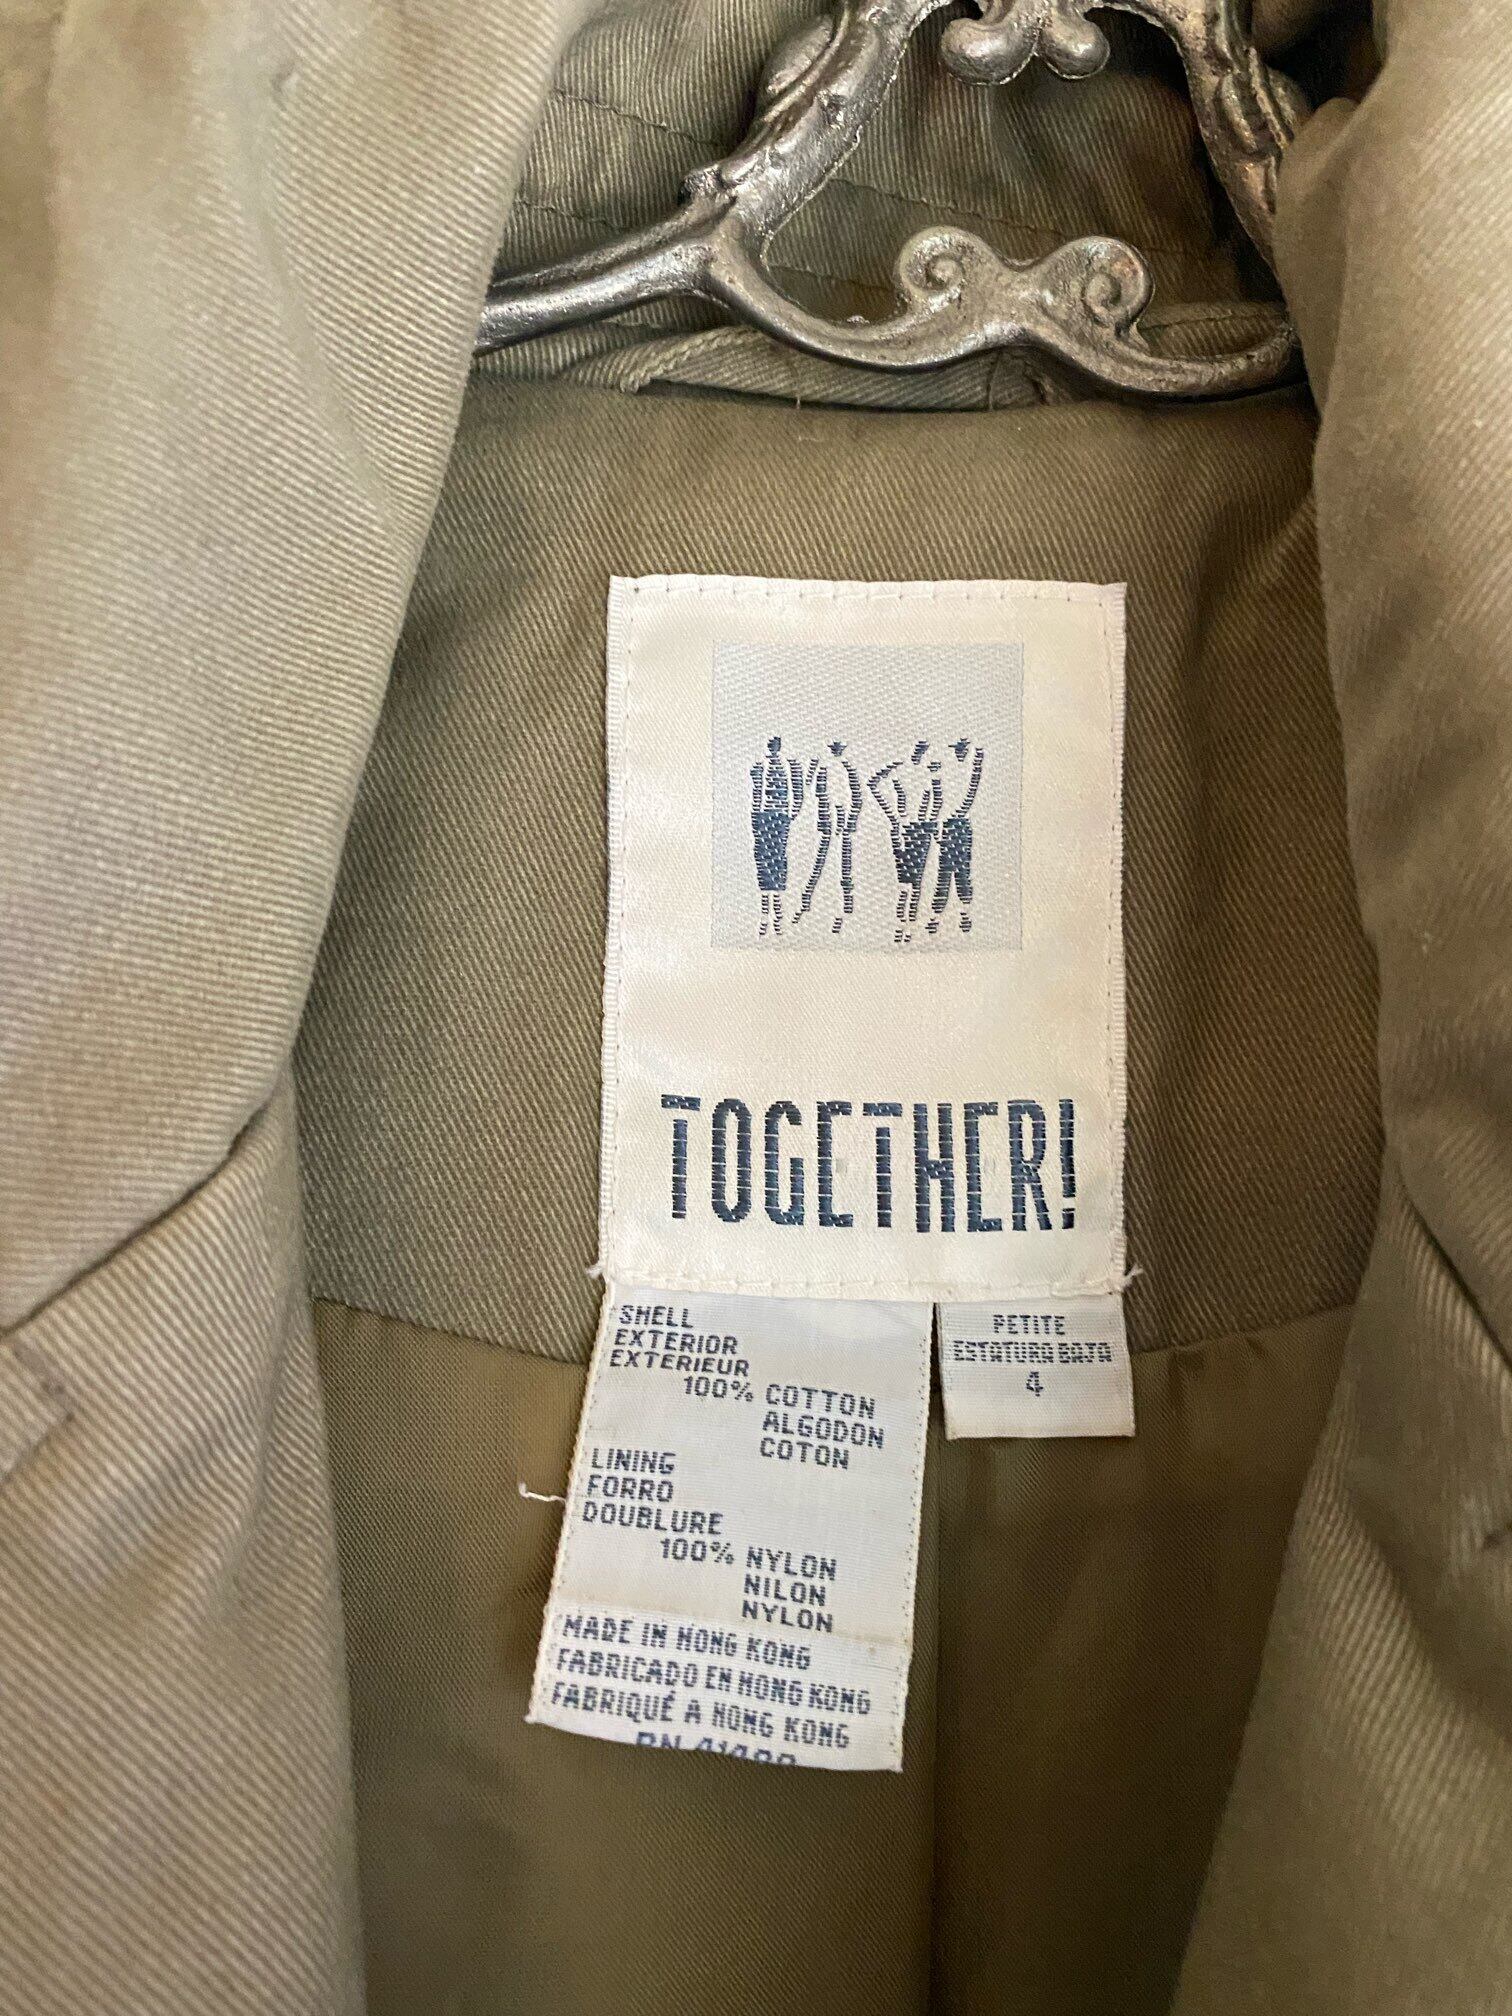 TOGETHER!
SHELL
EXTERIOR
EXTERIEUR
100% COTTON
ALGODON
COTON
LINING
FORRO
DOUBLURE
100% NYLON
NILON
NYLON
MADE IN HONG KONG
FABRICADO EN HONG KONG
FABRIQUÉ A HONG KONG
PETITE
ESTATURA BAJA
4